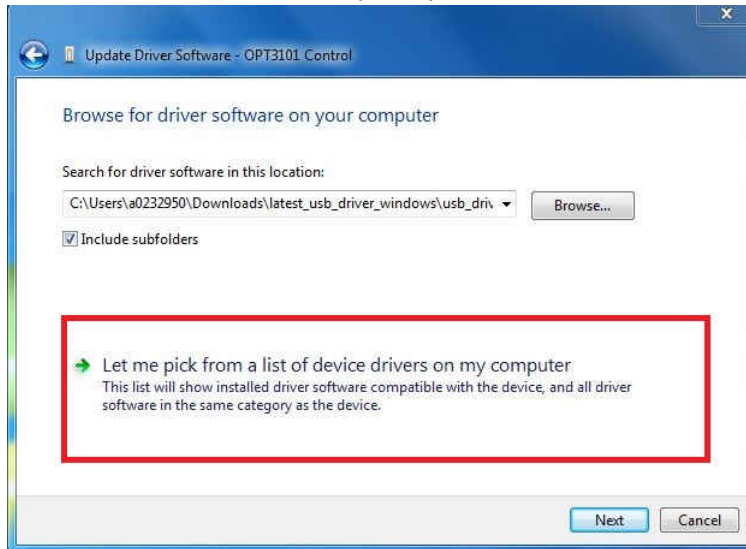 Update Driver Software - OPT3101 Control
Browse for driver software on your computer
Search for driver software in this location:
C:\Users\a0232950\Downloads\latest_usb_driver_windows\usb_driv
Browse...
Include subfolders
Let me pick from a list of device drivers on my computer
This list will show installed driver software compatible with the device, and all driver
software in the same category as the device.
Next
Cancel